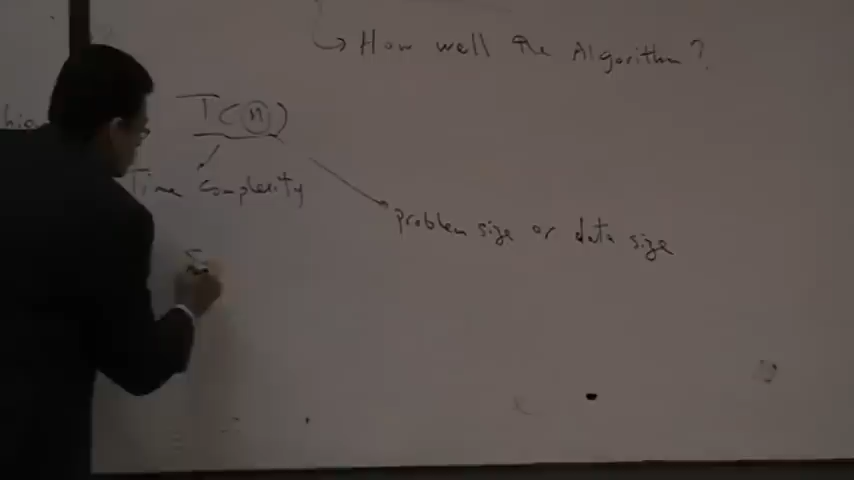 How well the Algorithm?
T(n)
Time Complexity
problem size or data size